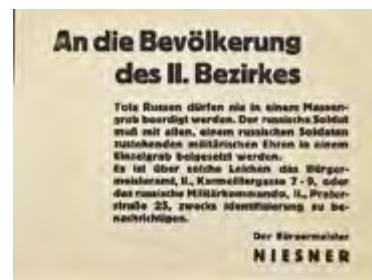 An die Bevölkerung
des II. Bezirkes
Tote Russen dürfen nie in einem Massen-
grab beerdigt werden. Der russische Soldat
muß mit allen, einem russischen Soldaten
zustehenden militärischen Ehren in einem
Einzelgrab beigesetzt werden.
Es ist über solche Leichen das Bürger-
meisteramt, II., Karmelitergasse 7-9, oder
das russische Militärkommando, II., Prater-
straße 25, zwecks Identifizierung zu be-
nachrichtigen.
Der Bürgermeister
NIESNER